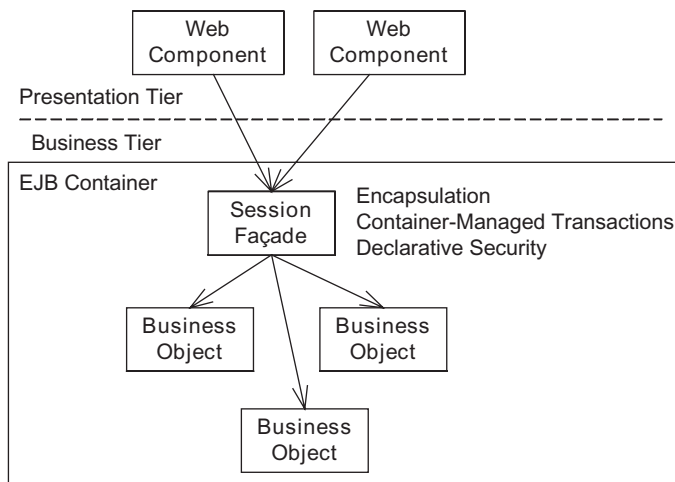 Web
Component
Web
Component
Presentation Tier
Business Tier
EJB Container
Session
Façade
Encapsulation
Container-Managed Transactions
Declarative Security
Business
Object
Business
Object
Business
Object